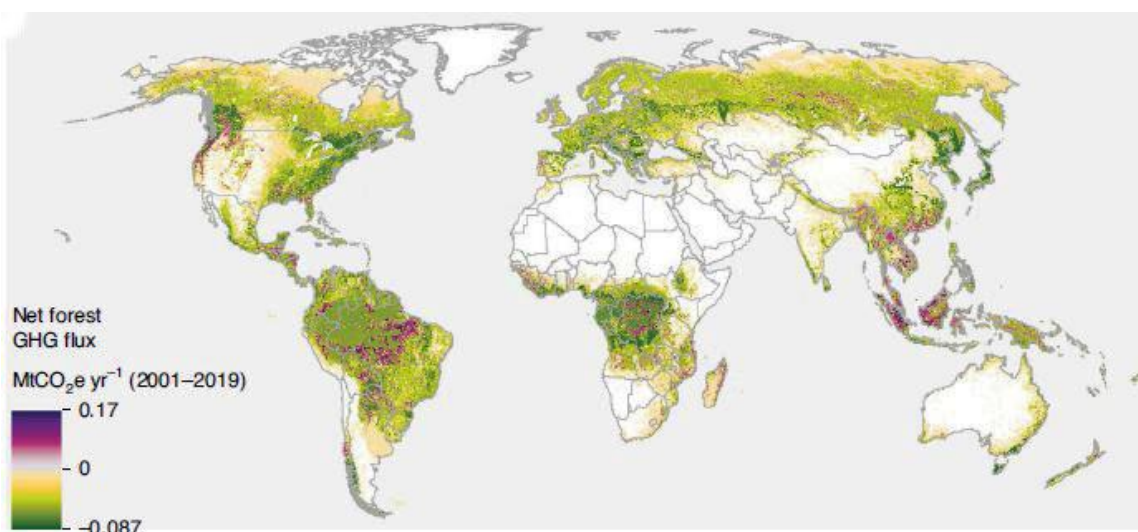 Net forest
GHG flux
MtCO₂e yr⁻¹ (2001–2019)
0.17
0
–0.087